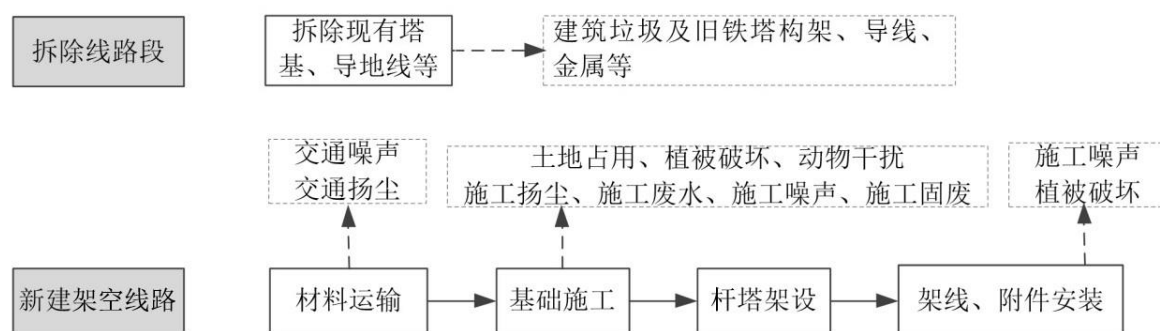 拆除线路段
拆除现有塔
基、导地线等
建筑垃圾及旧铁塔构架、导线、
金属等
交通噪声
交通扬尘
土地占用、植被破坏、动物干扰
施工扬尘、施工废水、施工噪声、施工固废
施工噪声
植被破坏
新建架空线路
材料运输
基础施工
杆塔架设
架线、附件安装